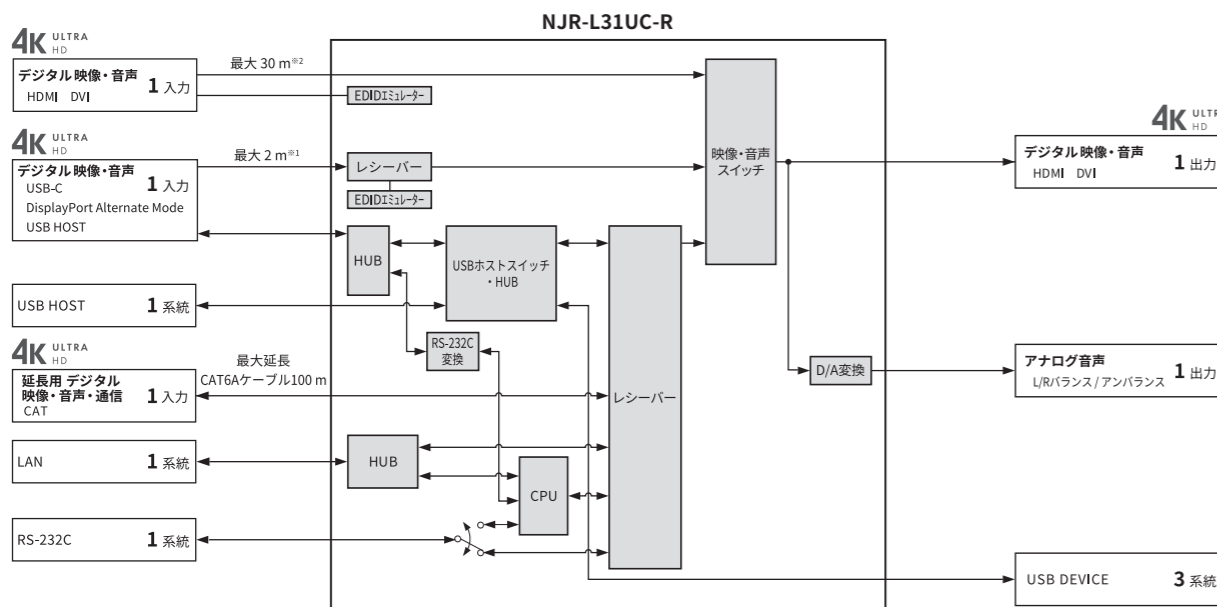 NJR-L31UC-R
4K ULTRA HD
デジタル 映像・音声 1 入力
HDMI DVI
最大 30 m※2
EDIDエミュレーター
4K ULTRA HD
デジタル 映像・音声 1 入力
USB-C
DisplayPort Alternate Mode
USB HOST
最大 2 m※1
レシーバー
EDIDエミュレーター
映像・音声
スイッチ
HUB
USBホストスイッチ
・HUB
USB HOST 1 系統
RS-232C
変換
4K ULTRA HD
延長用 デジタル
映像・音声・通信 1 入力
CAT
最大延長
CAT6Aケーブル100 m
レシーバー
LAN 1 系統
HUB
CPU
RS-232C 1 系統
4K ULTR
HD
デジタル 映像・音声 1 出力
HDMI DVI
D/A変換
アナログ音声 1 出力
L/Rバランス / アンバランス
USB DEVICE 3 系統